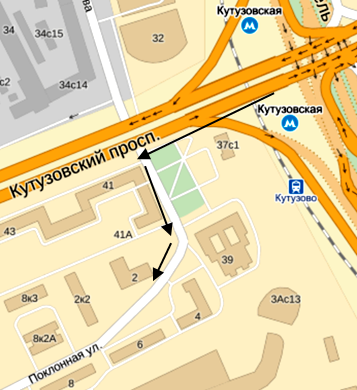 Кутузовская
34
34с15
32
34с14
Кутузовская
Кутузовский просп.
37с1
41
Кутузово
43
41А
39
2
8к3
2к2
3Ас13
4
8к2А
6
Поклонная ул.
8